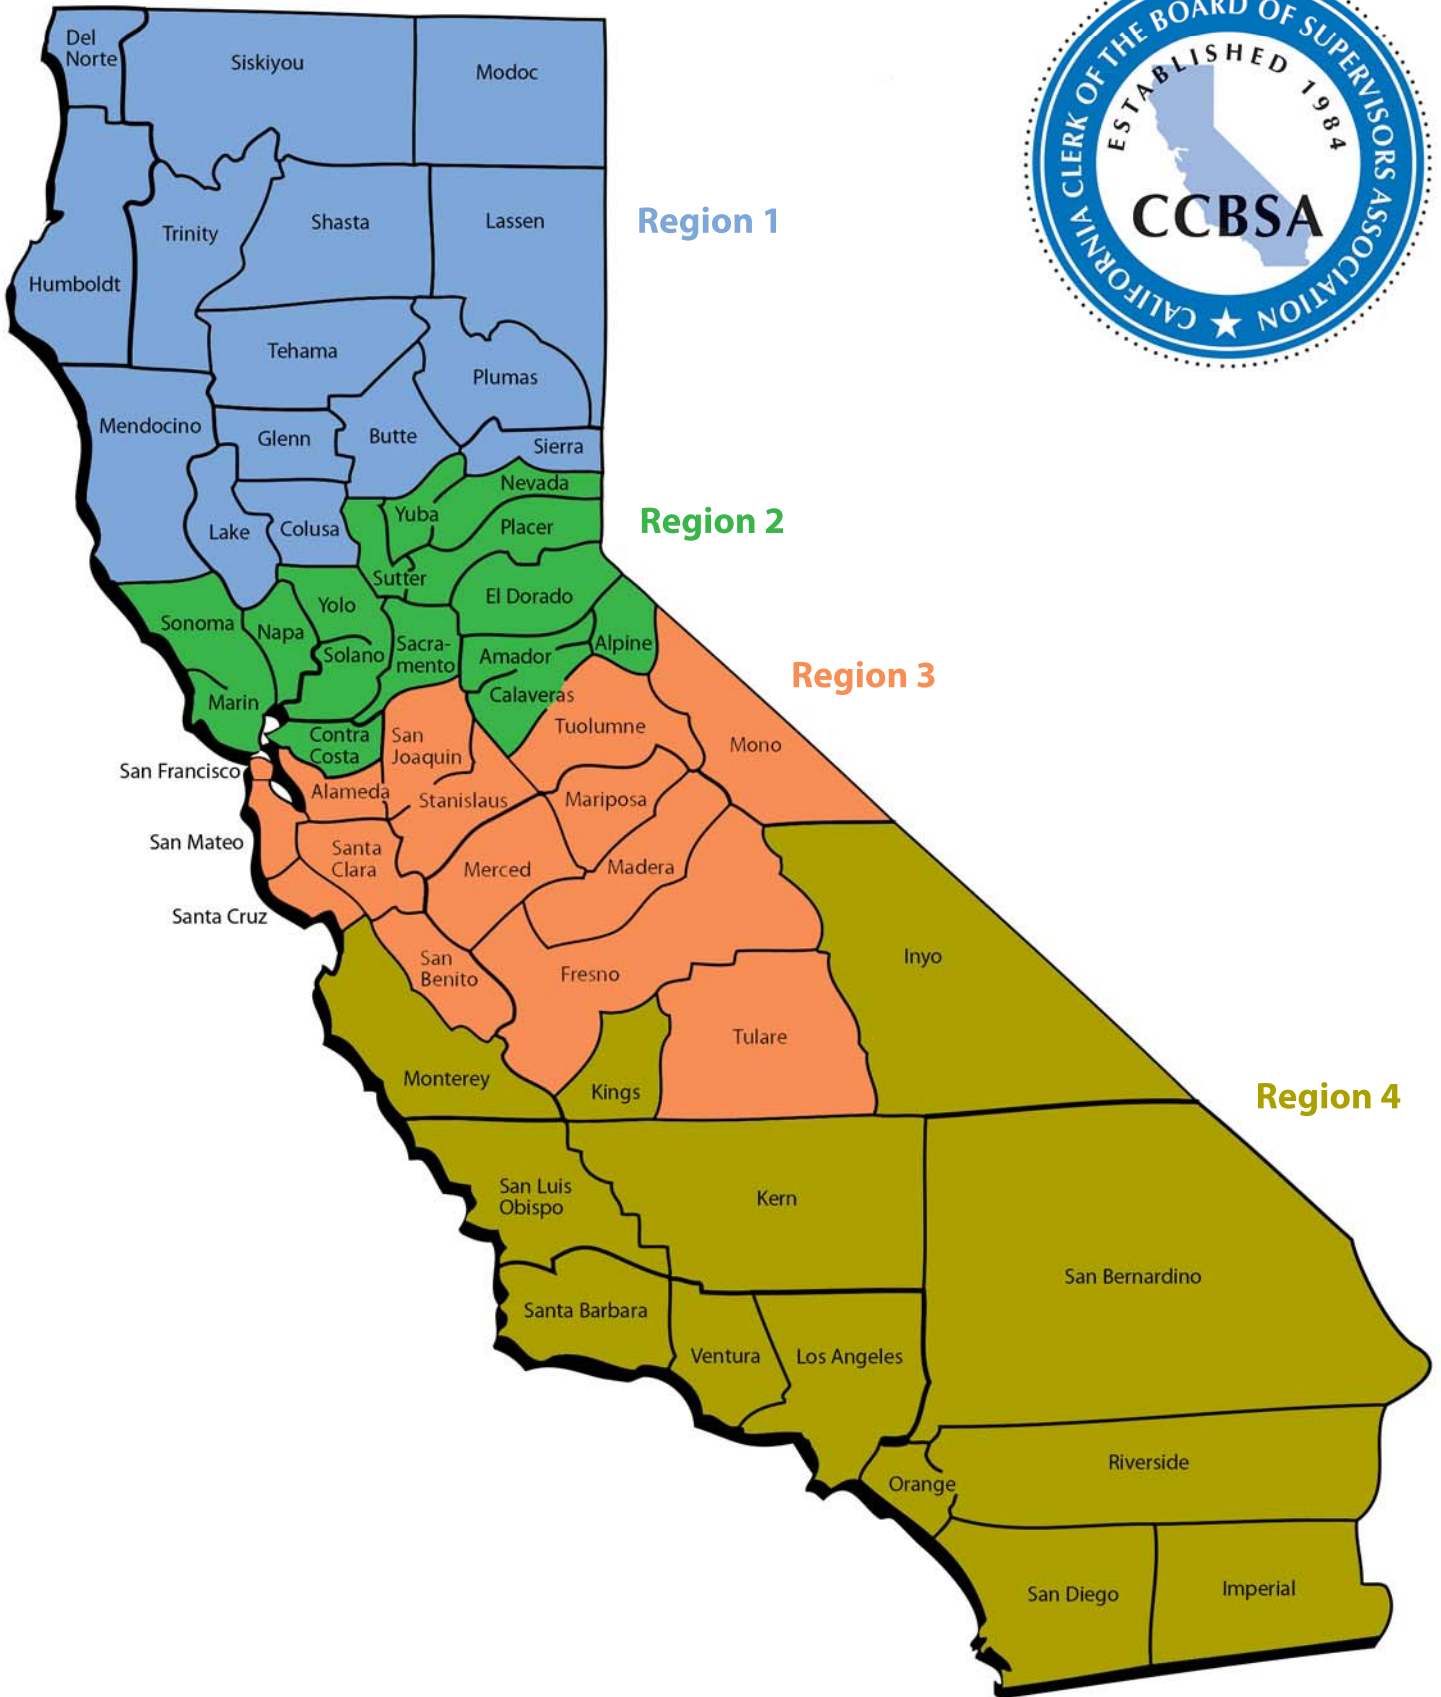 CALIFORNIA CLERK OF THE BOARD OF SUPERVISORS ASSOCIATION
ESTABLISHED 1984
CCBSA
Del
Norte
Siskiyou
Modoc
Trinity
Shasta
Lassen
Region 1
Humboldt
Tehama
Plumas
Mendocino
Glenn
Butte
Sierra
Nevada
Yuba
Placer
Region 2
Lake
Colusa
Sutter
El Dorado
Sonoma
Napa
Yolo
Solano
Sacra-
mento
Amador
Alpine
Region 3
Marin
Calaveras
Contra
Costa
San
Joaquin
Tuolumne
Mono
San Francisco
Alameda
Stanislaus
Mariposa
San Mateo
Santa
Clara
Merced
Madera
Santa Cruz
San
Benito
Fresno
Inyo
Tulare
Monterey
Kings
Region 4
San Luis
Obispo
Kern
San Bernardino
Santa Barbara
Ventura
Los Angeles
Orange
Riverside
San Diego
Imperial